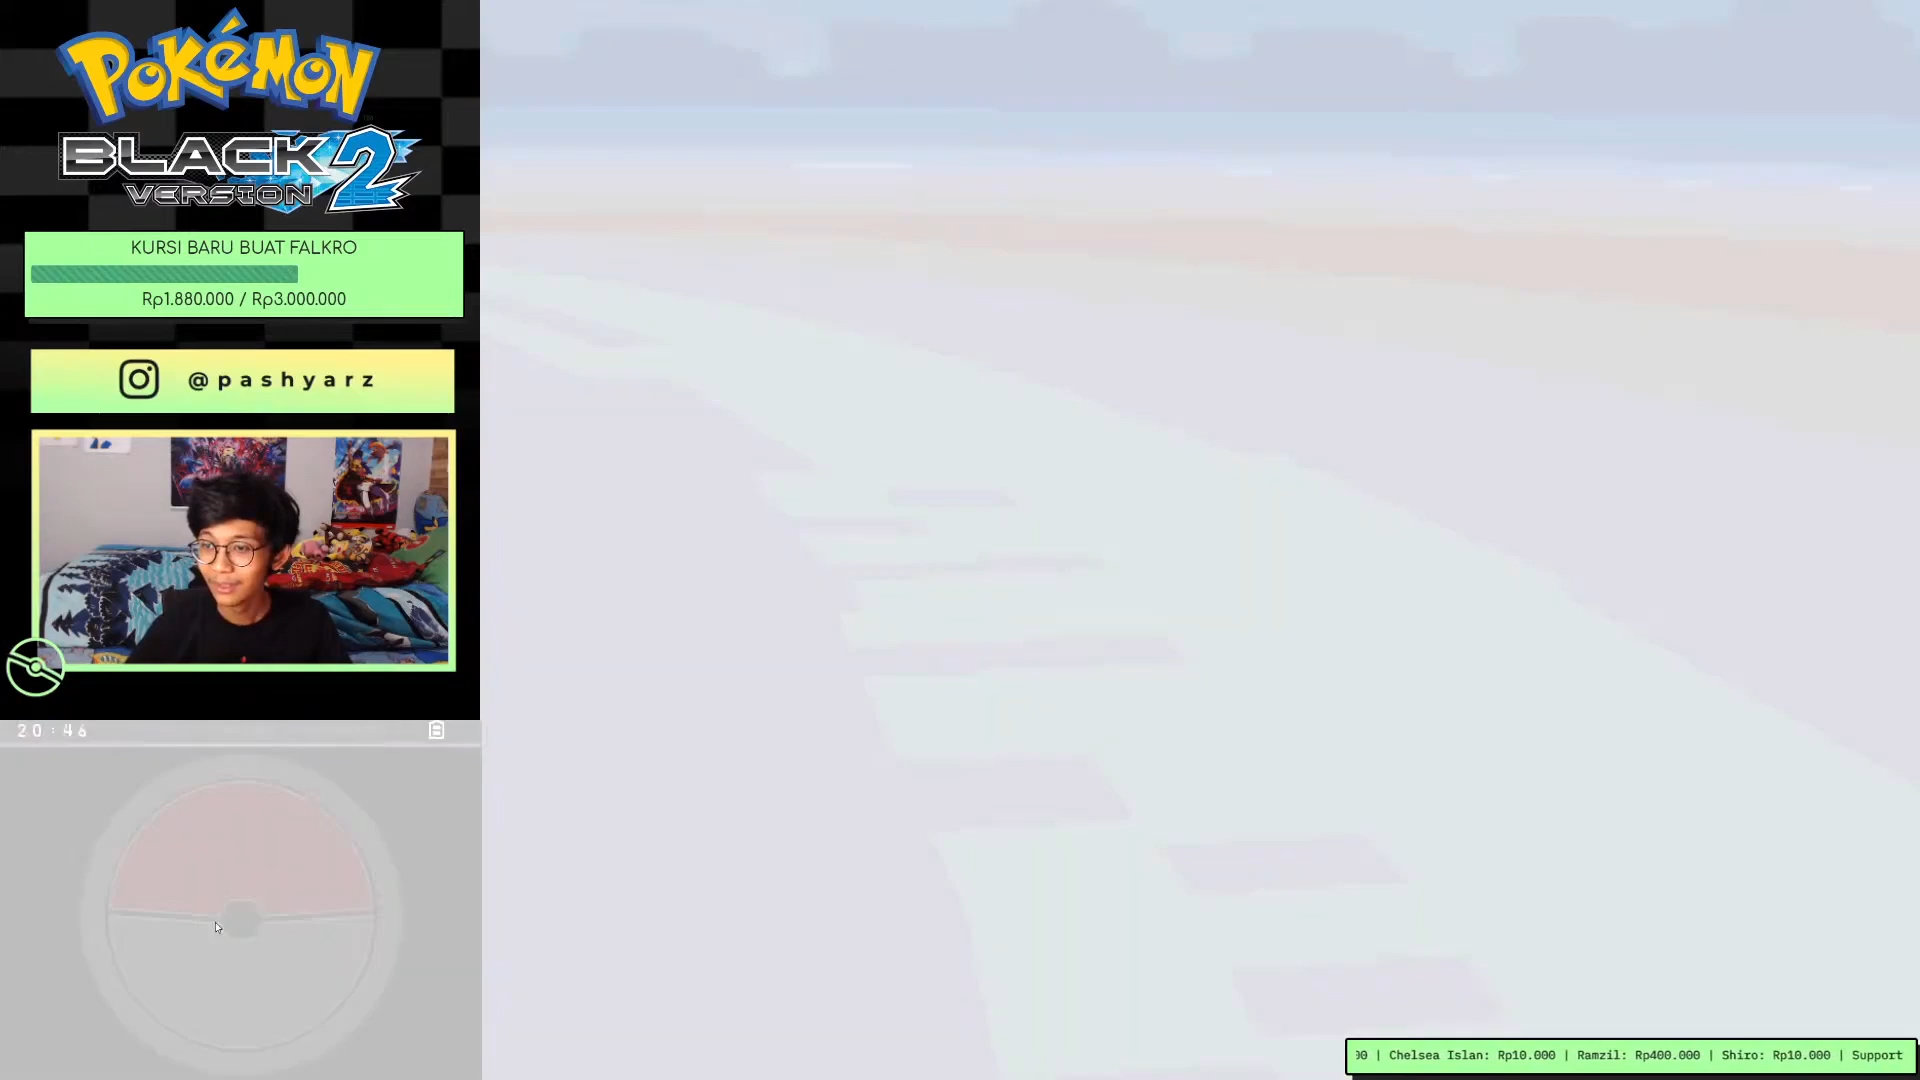 POKéMON
BLACK
VERSION 2
KURSI BARU BUAT FALKRO
Rp1.880.000 / Rp3.000.000
@pashyarz
20:46
00 | Chelsea Islan: Rp10.000 | Ramzil: Rp400.000 | Shiro: Rp10.000 | Support